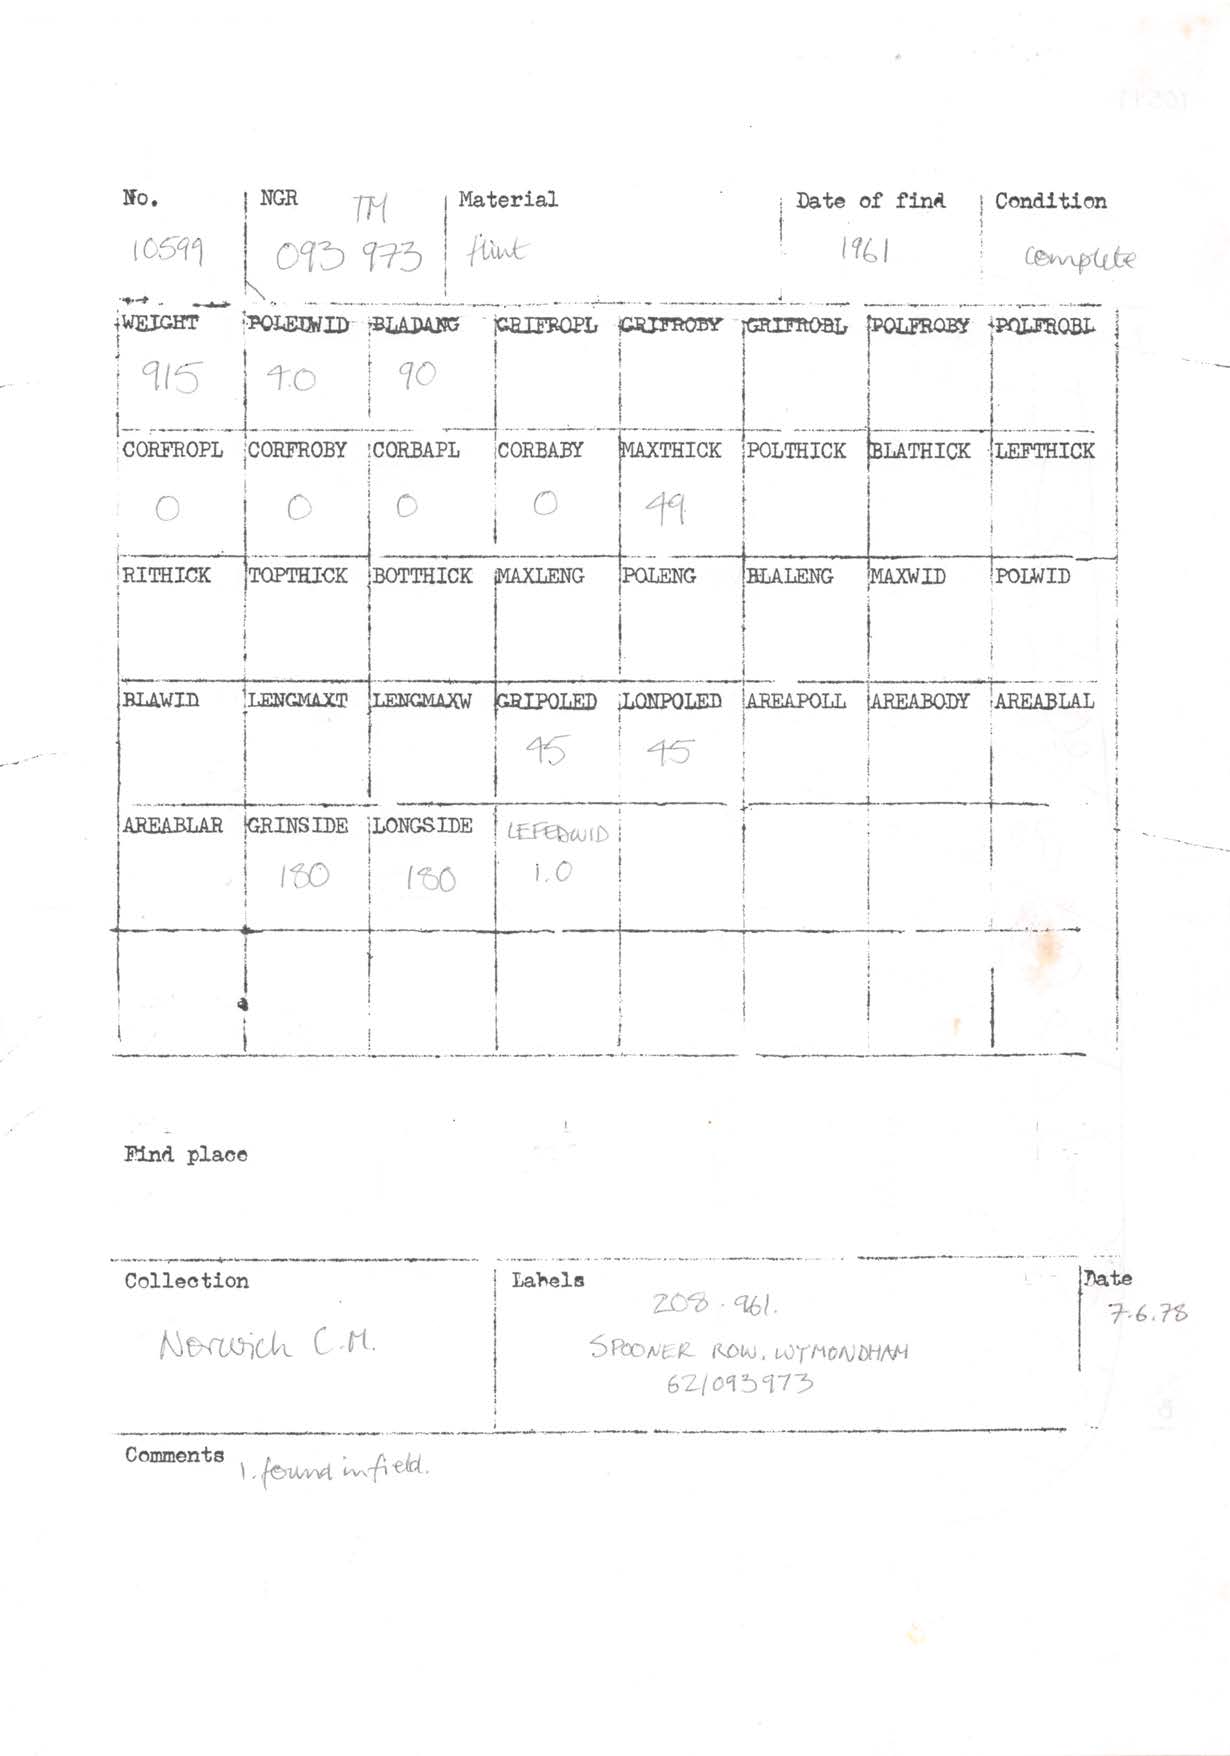 No. NGR TM Material Date of find Condition
10599 093 973 flint 1961 complete
WEIGHT POLEDWID BLADANG GRIFROPL GRIFROBY GRIFROBL POLFROBY POLFROBL
915 4.0 90
CORFROPL CORFROBY CORBAPL CORBABY MAXTHICK POLTHICK BLATHICK LEFTHICK
0 0 0 0 49
RITHICK TOPTHICK BOTTHICK MAXLENG POLENG BLALENG MAXWID POLWID
BLAWID LENGMAXT LENGMAXW GRIPOLED LONPOLED AREAPOLL AREABODY AREABLAL
45 45
AREABLAR GRINSIDE LONGSIDE LEFEDWID
180 180 1.0
Find place
Collection Labels Date
208.961. 7.6.78
Norwich C.M. SPOONER ROW, WYMONDHAM
62/093973
Comments 1. found in field.